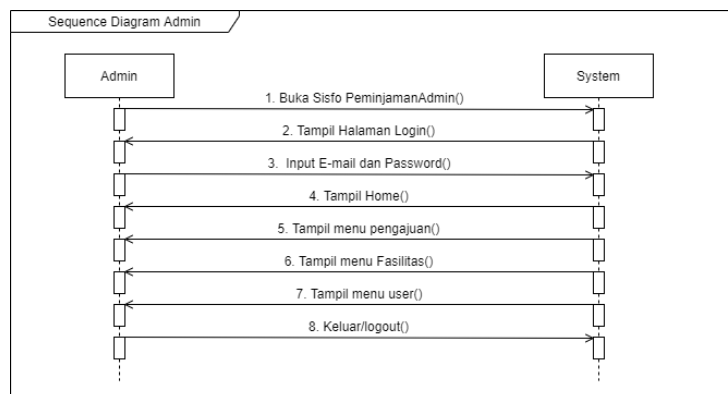 Sequence Diagram Admin
Admin
System
1. Buka Sisfo PeminjamanAdmin()
2. Tampil Halaman Login()
3. Input E-mail dan Password()
4. Tampil Home()
5. Tampil menu pengajuan()
6. Tampil menu Fasilitas()
7. Tampil menu user()
8. Keluar/logout()